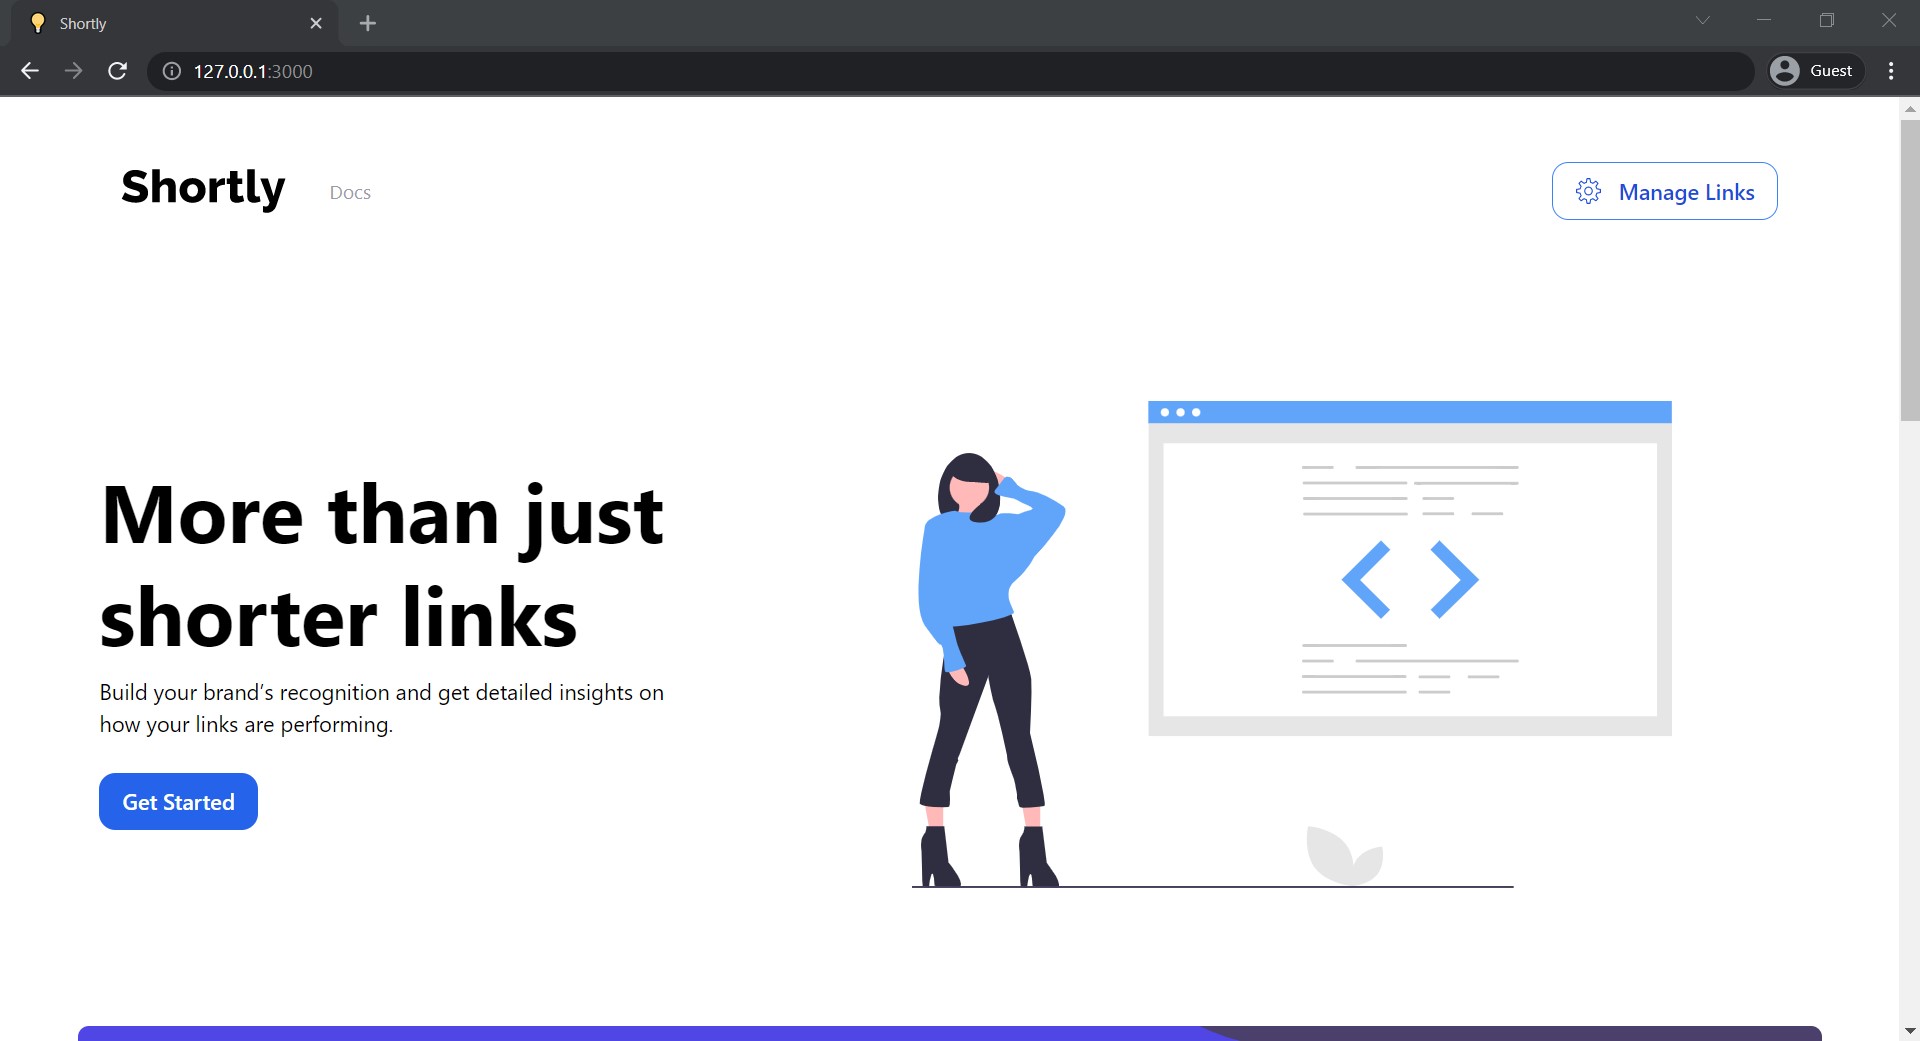 Shortly
127.0.0.1:3000
Guest
Shortly
Docs
Manage Links
More than just
shorter links
Build your brand's recognition and get detailed insights on
how your links are performing.
Get Started